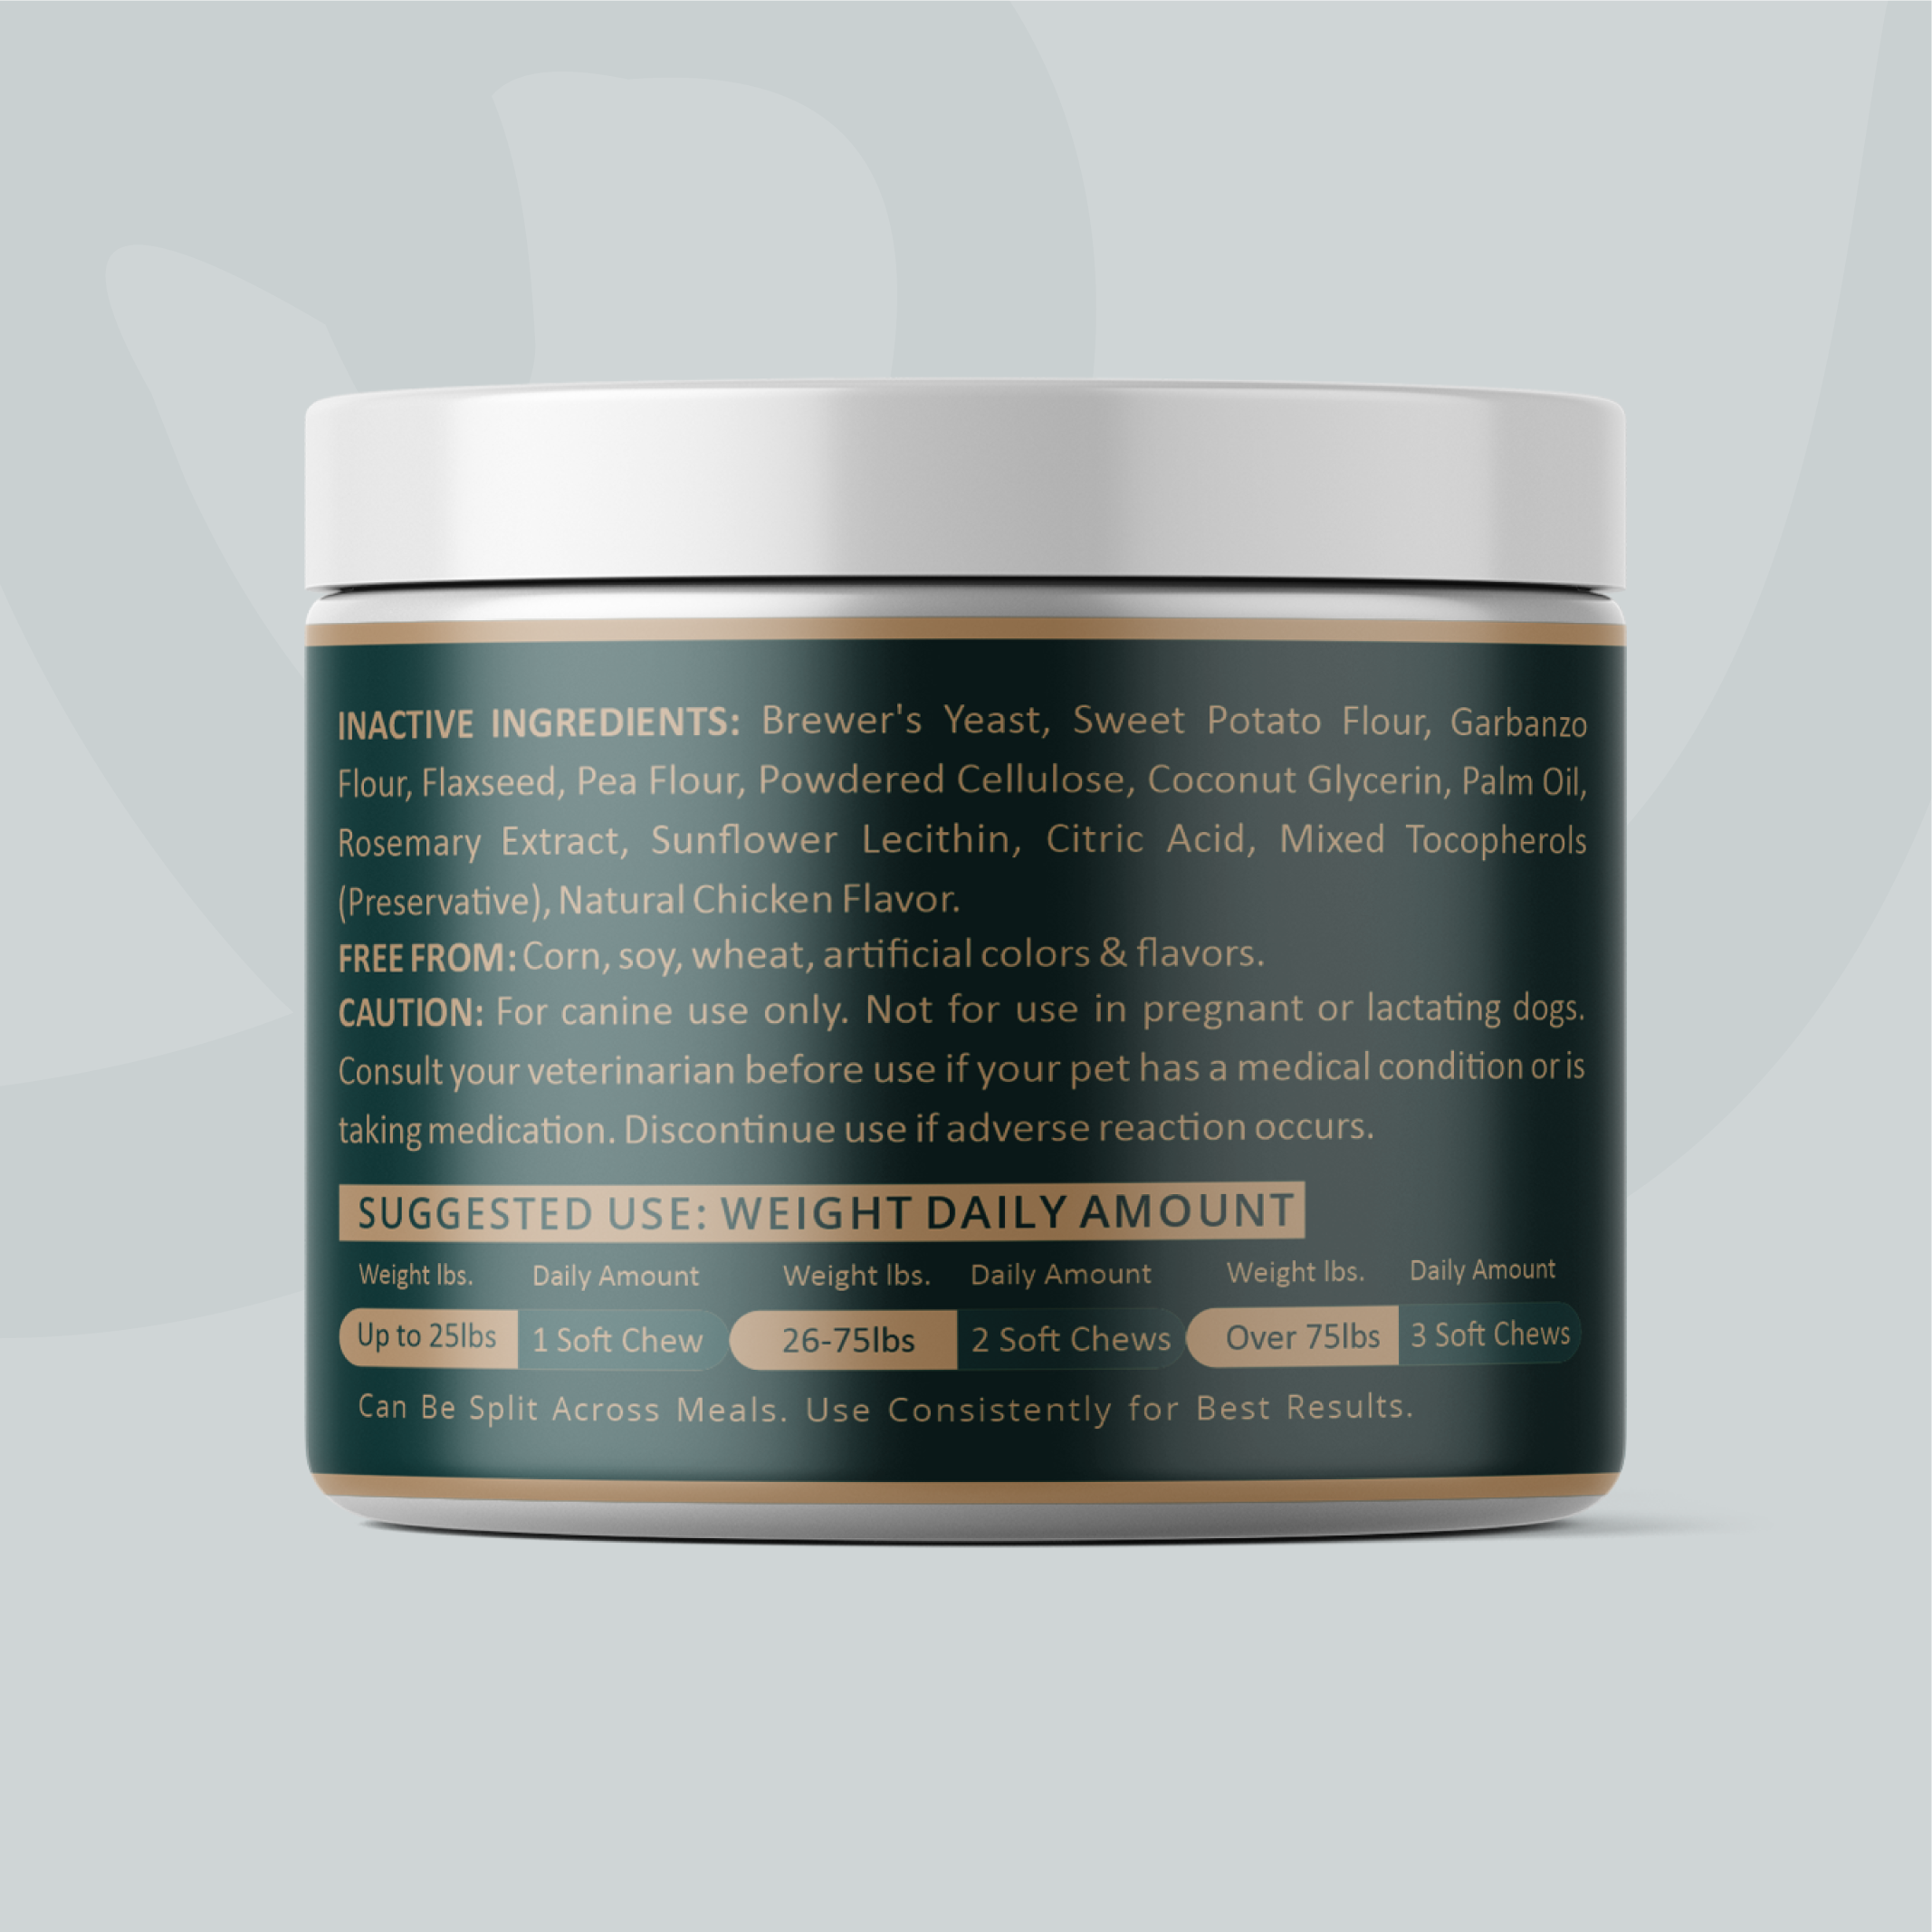 INACTIVE INGREDIENTS: Brewer's Yeast, Sweet Potato Flour, Garbanzo
Flour, Flaxseed, Pea Flour, Powdered Cellulose, Coconut Glycerin, Palm Oil,
Rosemary Extract, Sunflower Lecithin, Citric Acid, Mixed Tocopherols
(Preservative), Natural Chicken Flavor.
FREE FROM: Corn, soy, wheat, artificial colors & flavors.
CAUTION: For canine use only. Not for use in pregnant or lactating dogs.
Consult your veterinarian before use if your pet has a medical condition or is
taking medication. Discontinue use if adverse reaction occurs.
SUGGESTED USE: WEIGHT DAILY AMOUNT
Weight lbs. Daily Amount Weight lbs. Daily Amount Weight lbs. Daily Amount
Up to 25lbs 1 Soft Chew 26-75lbs 2 Soft Chews Over 75lbs 3 Soft Chews
Can Be Split Across Meals. Use Consistently for Best Results.